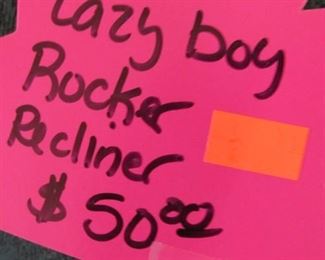 Lazy boy
Rocker
Recliner
$ 50.00